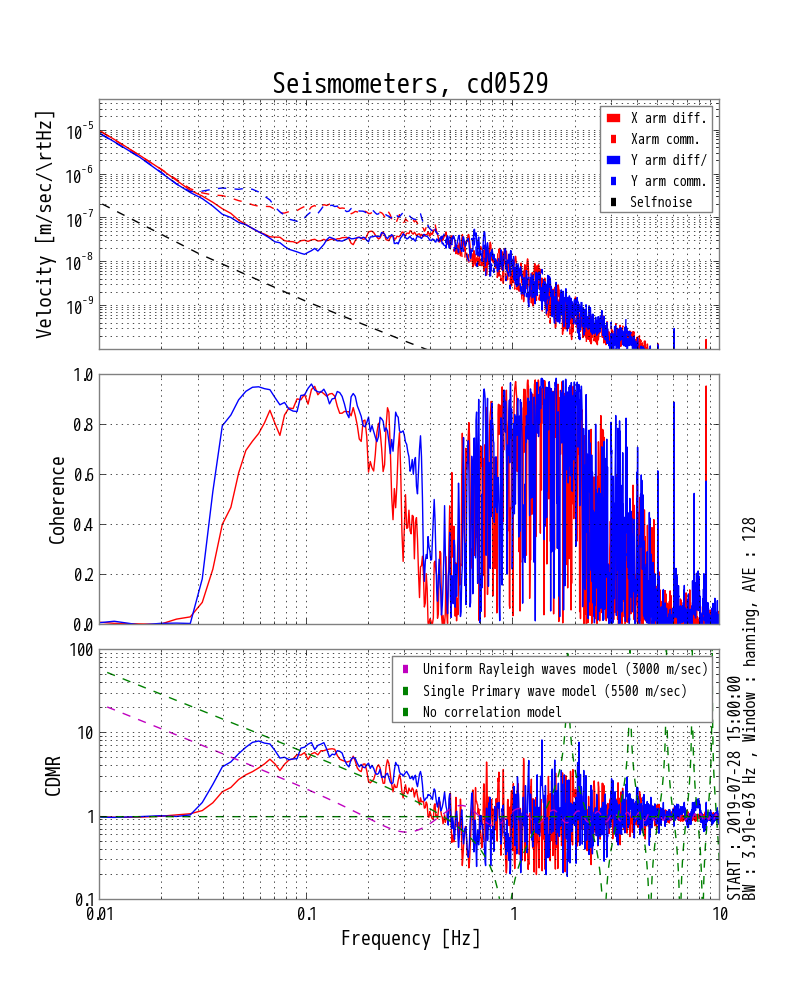 Seismometers, cd0529
Velocity [m/sec/\rtHz]
10-5
10-6
10-7
10-8
10-9
X arm diff.
Xarm comm.
Y arm diff/
Y arm comm.
Selfnoise
Coherence
1.0
0.8
0.6
0.4
0.2
0.0
CDMR
100
10
1
0.1
Uniform Rayleigh waves model (3000 m/sec)
Single Primary wave model (5500 m/sec)
No correlation model
0.01 0.1 1 10
Frequency [Hz]
START : 2019-07-28 15:00:00
BW : 3.91e-03 Hz , Window : hanning, AVE : 128